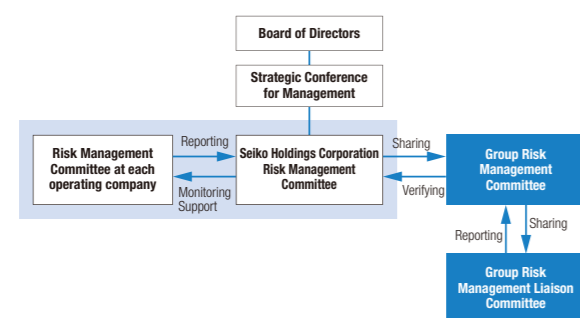 Board of Directors
Strategic Conference
for Management
Risk Management
Committee at each
operating company
Reporting
Monitoring
Support
Seiko Holdings Corporation
Risk Management
Committee
Sharing
Verifying
Group Risk
Management
Committee
Reporting
Sharing
Group Risk
Management Liaison
Committee